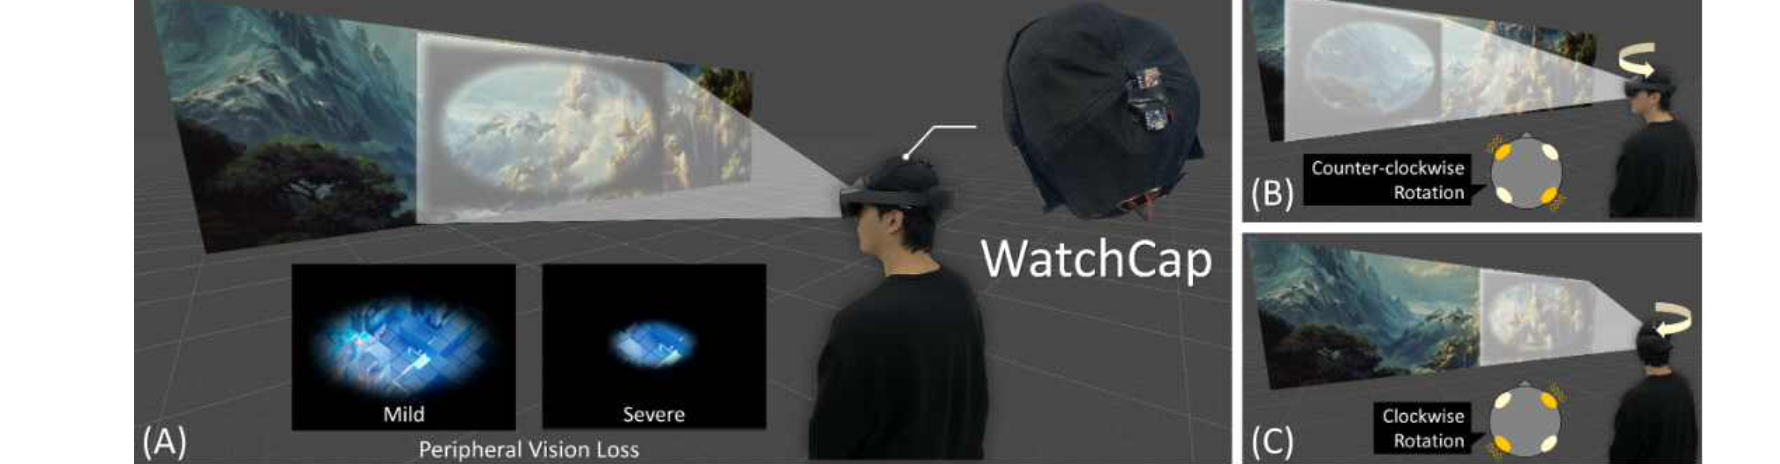 WatchCap
Mild
Severe
Peripheral Vision Loss
(A)
Counter-clockwise
Rotation
(B)
Clockwise
Rotation
(C)